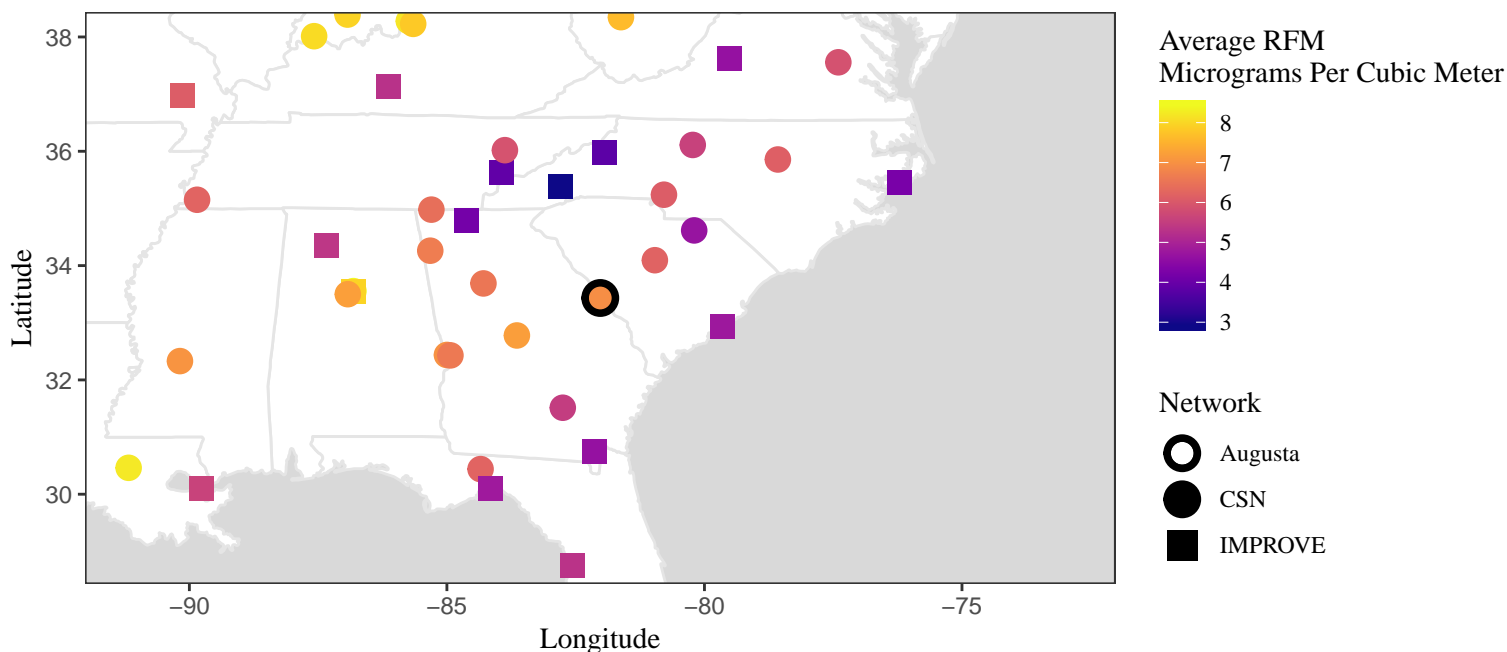 38
36
34
32
30
Latitude
−90
−85
−80
−75
Longitude
Average RFM
Micrograms Per Cubic Meter
8
7
6
5
4
3
Network
Augusta
CSN
IMPROVE